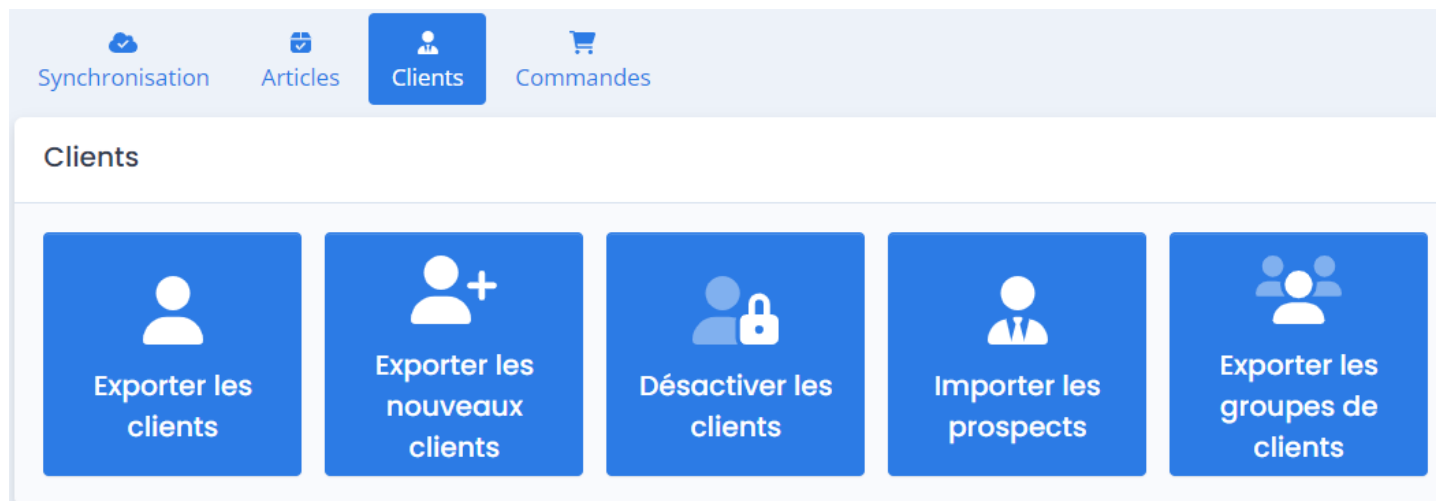 Synchronisation
Articles
Clients
Commandes
Clients
Exporter les
clients
Exporter les
nouveaux
clients
Désactiver les
clients
Importer les
prospects
Exporter les
groupes de
clients